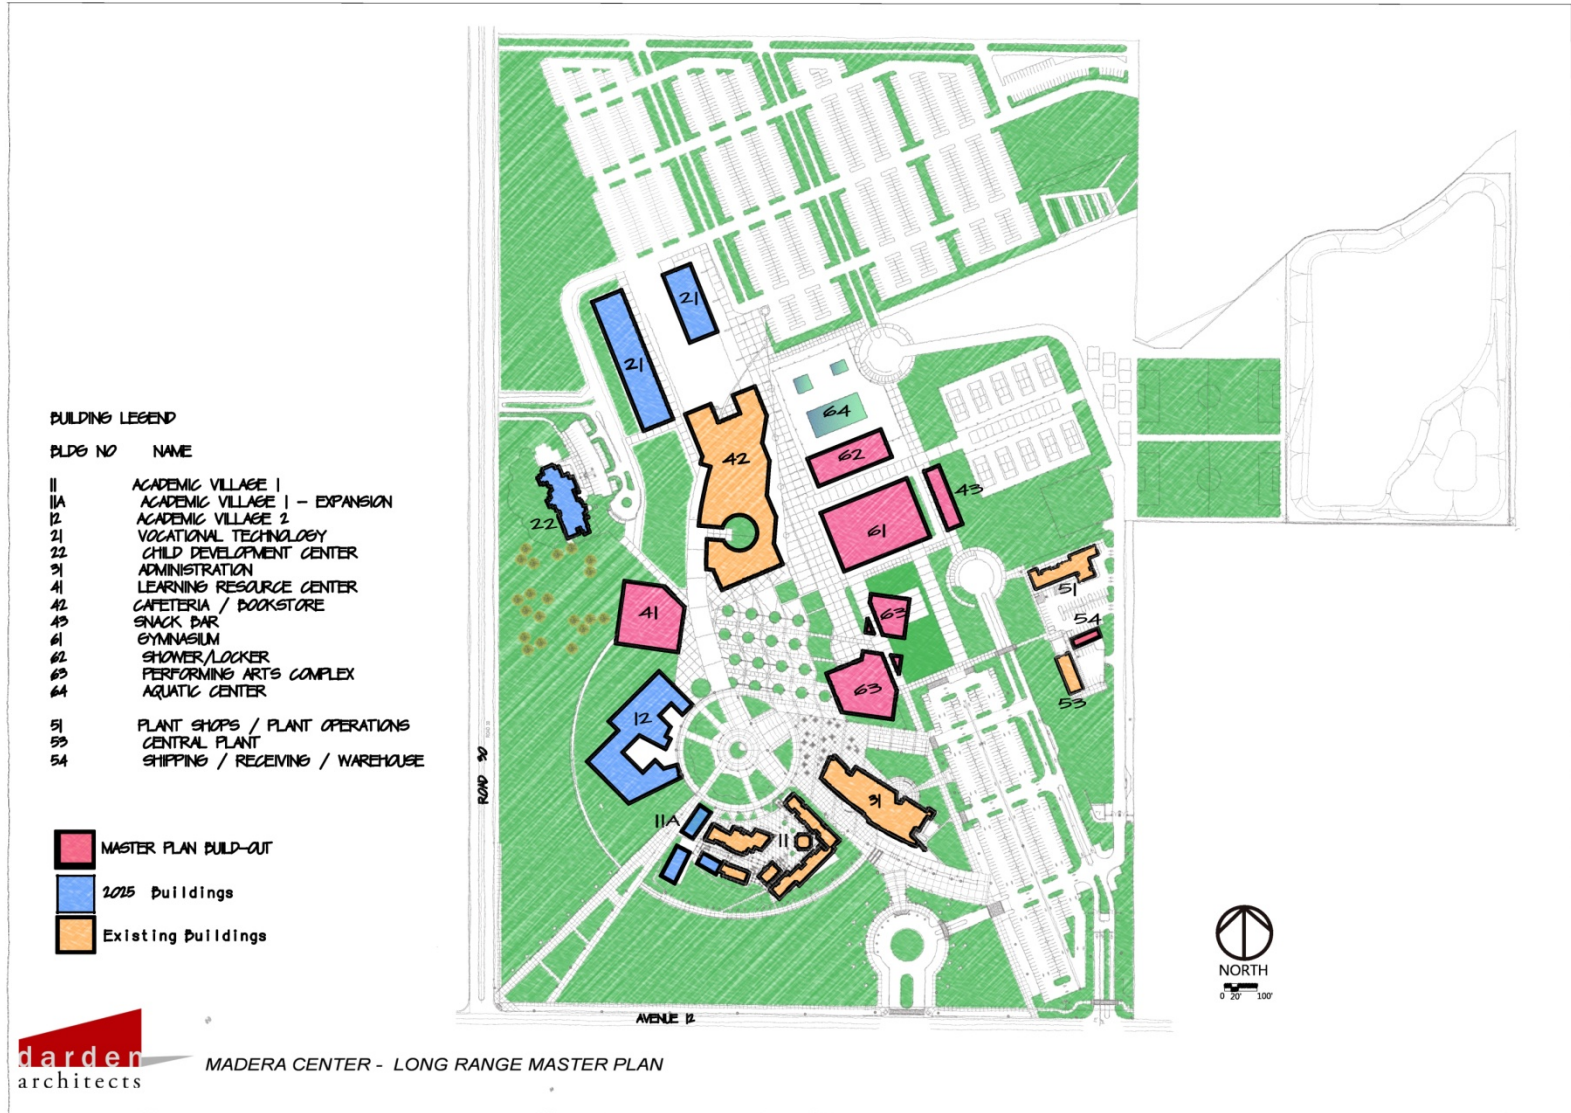 BUILDING LEGEND
BLDG NO NAME
11 ACADEMIC VILLAGE 1
11A ACADEMIC VILLAGE 1 - EXPANSION
12 ACADEMIC VILLAGE 2
21 VOCATIONAL TECHNOLOGY
22 CHILD DEVELOPMENT CENTER
31 ADMINISTRATION
41 LEARNING RESOURCE CENTER
42 CAFETERIA / BOOKSTORE
43 SNACK BAR
61 GYMNASIUM
62 SHOWER/LOCKER
63 PERFORMING ARTS COMPLEX
64 AQUATIC CENTER
51 PLANT SHOPS / PLANT OPERATIONS
53 CENTRAL PLANT
54 SHIPPING / RECEIVING / WAREHOUSE
MASTER PLAN BUILD-OUT
2025 Buildings
Existing Buildings
21
21
64
42
62
43
22
61
51
41
63
54
63
53
12
31
11A
11
ROAD 30
AVENUE 12
NORTH
0 20' 100'
darden
architects
MADERA CENTER - LONG RANGE MASTER PLAN